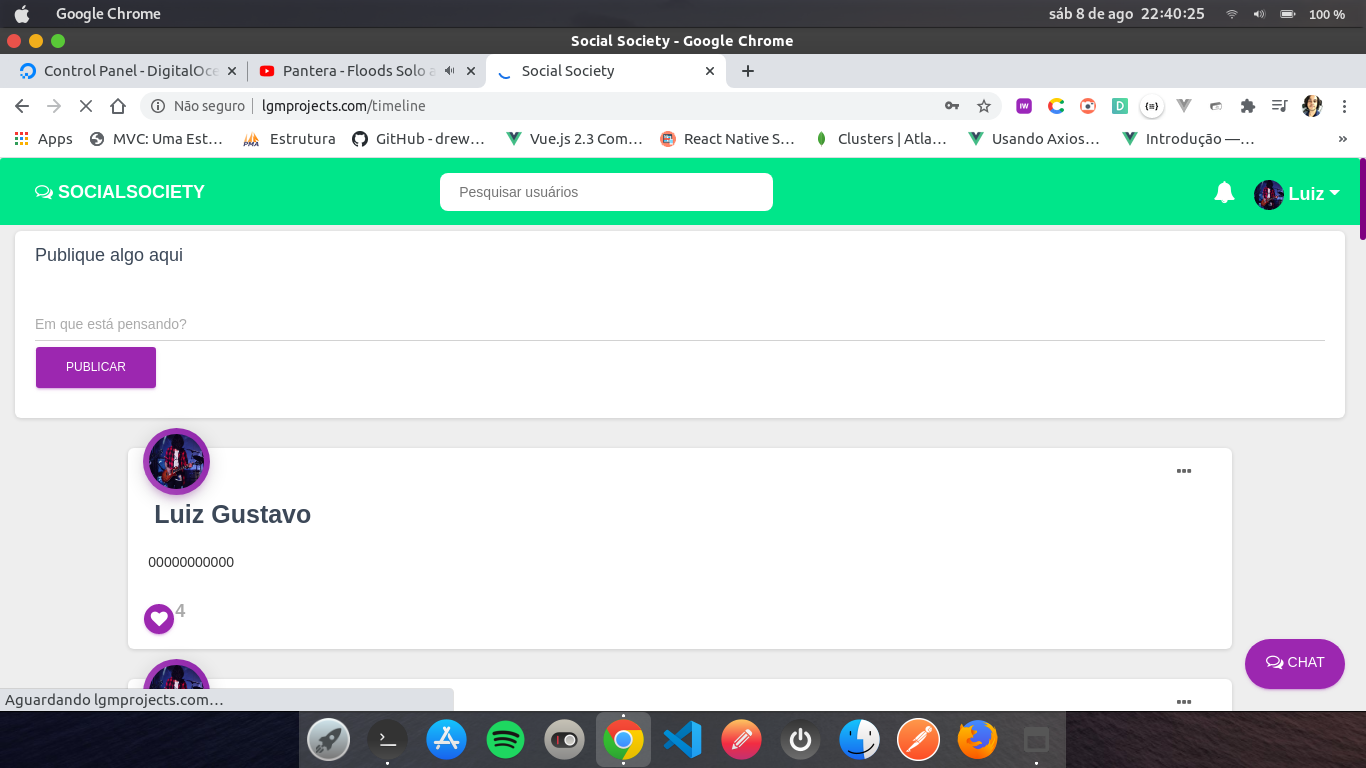 Google Chrome
sáb 8 de ago 22:40:25
100 %
Social Society - Google Chrome
Control Panel - DigitalOce
Pantera - Floods Solo a
Social Society
Não seguro
lgmprojects.com/timeline
Apps
MVC: Uma Est…
Estrutura
GitHub - drew…
Vue.js 2.3 Com…
React Native S…
Clusters | Atla…
Usando Axios…
Introdução —…
SOCIALSOCIETY
Pesquisar usuários
Luiz
Publique algo aqui
Em que está pensando?
PUBLICAR
Luiz Gustavo
00000000000
4
CHAT
Aguardando lgmprojects.com…